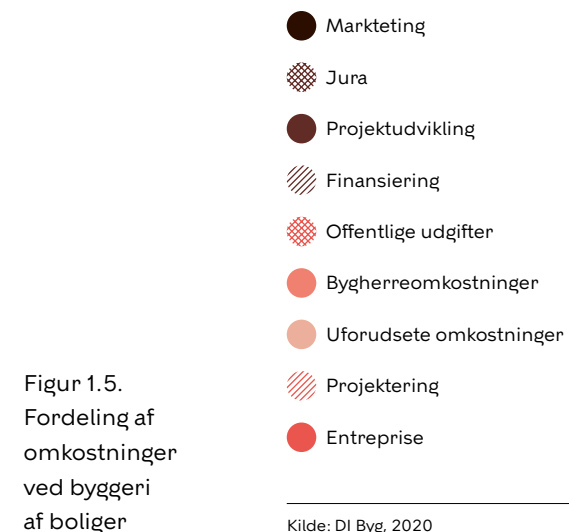 Markteting
Jura
Projektudvikling
Finansiering
Offentlige udgifter
Bygherreomkostninger
Uforudsete omkostninger
Projektering
Entreprise
Figur 1.5.
Fordeling af
omkostninger
ved byggeri
af boliger
Kilde: DI Byg, 2020